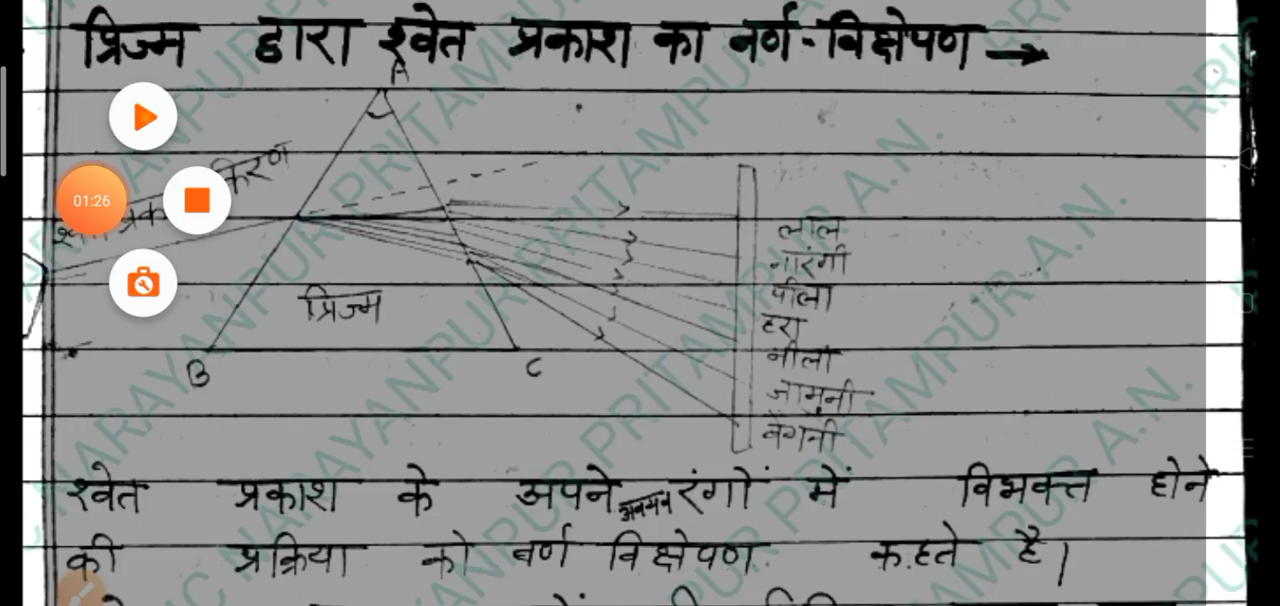 प्रिज्म द्वारा श्वेत प्रकाश का वर्ण-विक्षेपण →
A
किरण
01:26
लाल
नारंगी
पीला
प्रिज्म
हरा
नीला
B
C
जामुनी
बैंगनी
श्वेत प्रकाश के अपने अवयव रंगों में विभक्त होने
की प्रक्रिया को वर्ण विक्षेपण कहते है।